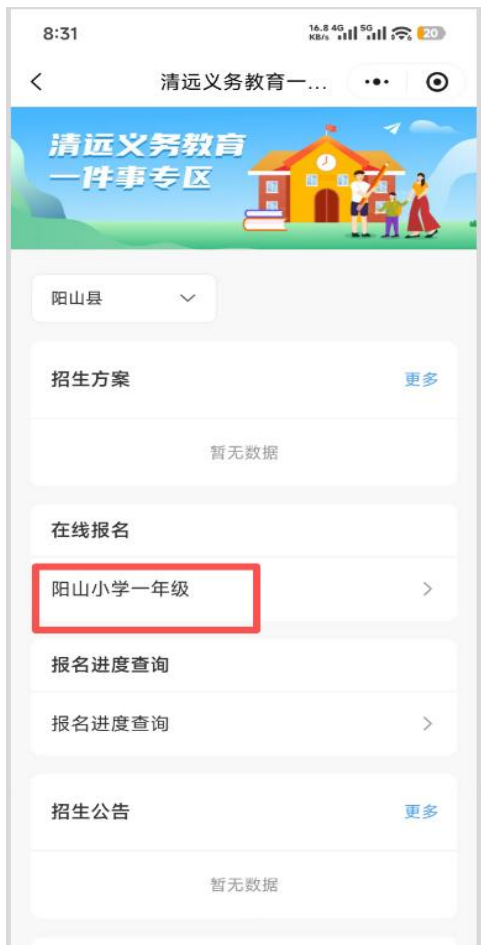 8:31
16.8 KB/s 4G 5G 20
清远义务教育一...
清远义务教育
一件事专区
阳山县
招生方案 更多
暂无数据
在线报名
阳山小学一年级
报名进度查询
报名进度查询
招生公告 更多
暂无数据